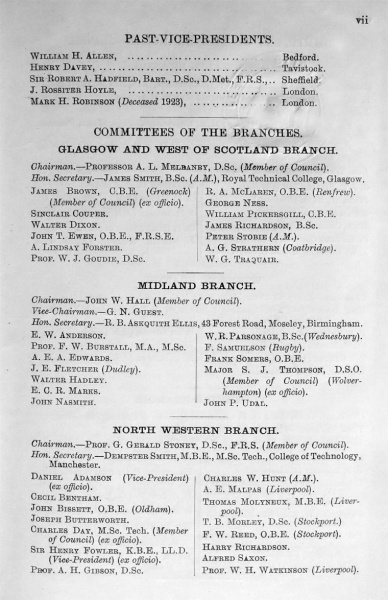 vii
PAST-VICE-PRESIDENTS.
WILLIAM H. ALLEN, .. .. .. .. .. .. .. Bedford.
HENRY DAVEY, .. .. .. .. .. .. .. .. Tavistock.
SIR ROBERT A. HADFIELD, BART., D.Sc., D.Met., F.R.S., .. Sheffield.
J. ROSSITER HOYLE, .. .. .. .. .. .. .. London.
MARK H. ROBINSON (Deceased 1923), .. .. .. .. .. London.
COMMITTEES OF THE BRANCHES.
GLASGOW AND WEST OF SCOTLAND BRANCH.
Chairman.—PROFESSOR A. L. MELLANBY, D.Sc. (Member of Council).
Hon. Secretary.—JAMES SMITH, B.Sc. (A.M.), Royal Technical College, Glasgow.
JAMES BROWN, C.B.E. (Greenock)
(Member of Council) (ex officio)
SINCLAIR COUPER.
WALTER DIXON.
JOHN T. EWEN, O.B.E., F.R.S.E.
A. LINDSAY FORSTER.
PROF. W. J. GOUDIE, D.Sc.
R. A. MCLAREN, O.B.E. (Renfrew).
GEORGE NESS.
WILLIAM PICKERSGILL, C.B.E.
JAMES RICHARDSON, B.Sc.
PETER STOBIE (A.M.)
A. G. STRATHERN (Coatbridge).
W. G. TRAQUAIR.
MIDLAND BRANCH.
Chairman.—JOHN W. HALL (Member of Council).
Vice-Chairman.—G. N. GUEST.
Hon. Secretary.—R. B. ASKQUITH ELLIS, 43 Forest Road, Moseley, Birmingham.
E. W. ANDERSON.
PROF. F. W. BURSTALL, M.A., M.Sc.
A. E. A. EDWARDS.
J. E. FLETCHER (Dudley).
WALTER HADLEY.
E. C. R. MARKS.
JOHN NASMITH.
W. R. PARSONAGE, B.Sc. (Wednesbury).
F. SAMUELSON (Rugby).
FRANK SOMERS, O.B.E.
MAJOR S. J. THOMPSON, D.S.O.
(Member of Council) (Wolver-
hampton) (ex officio)
JOHN P. UDAL.
NORTH WESTERN BRANCH.
Chairman.—PROF. G. GERALD STONEY, D.Sc., F.R.S. (Member of Council).
Hon. Secretary.—DEMPSTER SMITH, M.B.E., M.Sc. Tech., College of Technology,
Manchester.
DANIEL ADAMSON (Vice-President)
(ex officio).
CECIL BENTHAM.
JOHN BISSETT, O.B.E. (Oldham).
JOSEPH BUTTERWORTH.
CHARLES DAY, M.Sc. Tech. (Member
of Council) (ex officio).
SIR HENRY FOWLER, K.B.E., LL.D.
(Vice-President) (ex officio).
PROF. A. H. GIBSON, D.Sc.
CHARLES W. HUNT (A.M.).
A. E. MALPAS (Liverpool).
THOMAS MOLYNEUX, M.B.E. (Liver-
pool).
T. B. MORLEY, D.Sc. (Stockport.)
F. W. REED, O.B.E. (Stockport).
HARRY RICHARDSON.
ALFRED SAXON.
PROF. W. H. WATKINSON (Liverpool).